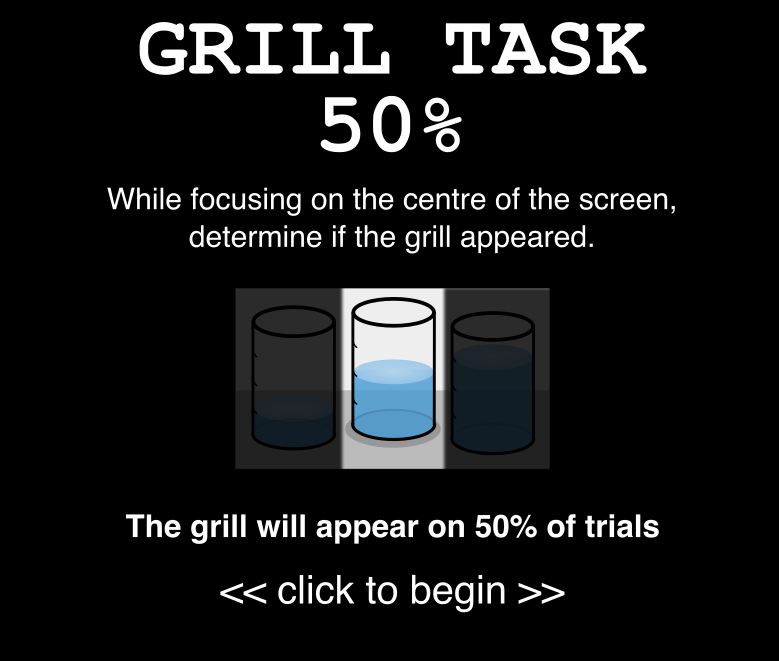 GRILL TASK
50%
While focusing on the centre of the screen,
determine if the grill appeared.
The grill will appear on 50% of trials
<< click to begin >>